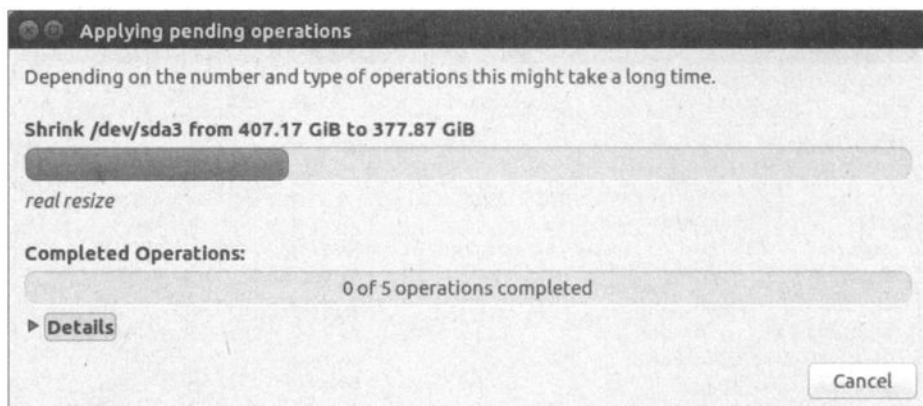 Applying pending operations
Depending on the number and type of operations this might take a long time.
Shrink /dev/sda3 from 407.17 GiB to 377.87 GiB
real resize
Completed Operations:
0 of 5 operations completed
Details
Cancel